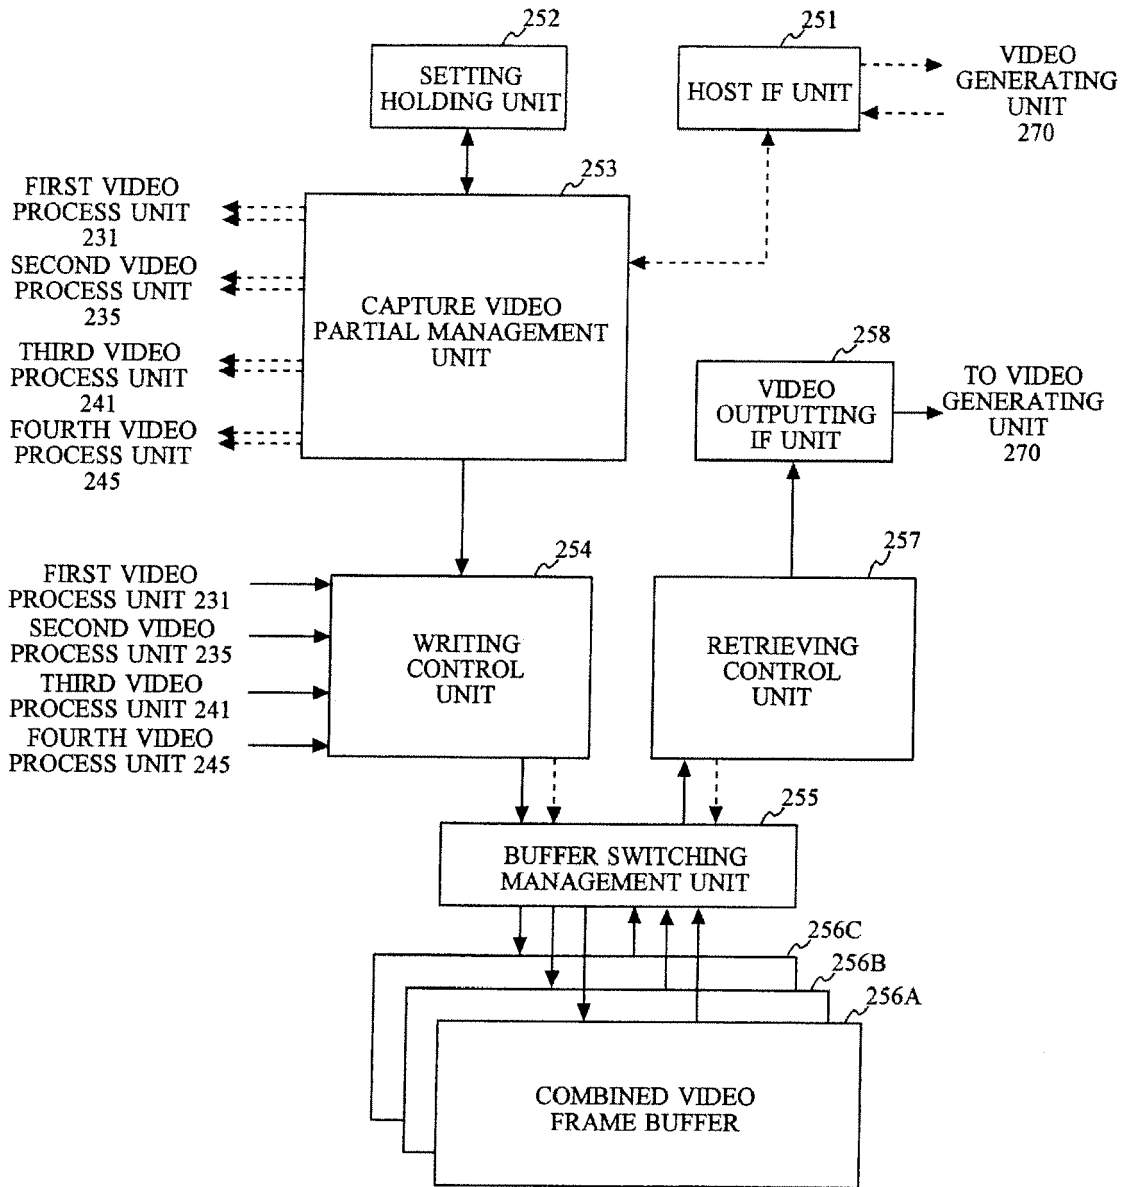 252
SETTING
HOLDING UNIT
251
HOST IF UNIT
VIDEO
GENERATING
UNIT
270
253
CAPTURE VIDEO
PARTIAL MANAGEMENT
UNIT
FIRST VIDEO
PROCESS UNIT
231
SECOND VIDEO
PROCESS UNIT
235
THIRD VIDEO
PROCESS UNIT
241
FOURTH VIDEO
PROCESS UNIT
245
258
VIDEO
OUTPUTTING
IF UNIT
TO VIDEO
GENERATING
UNIT
270
FIRST VIDEO
PROCESS UNIT 231
SECOND VIDEO
PROCESS UNIT 235
THIRD VIDEO
PROCESS UNIT 241
FOURTH VIDEO
PROCESS UNIT 245
254
WRITING
CONTROL
UNIT
257
RETRIEVING
CONTROL
UNIT
255
BUFFER SWITCHING
MANAGEMENT UNIT
256C
256B
256A
COMBINED VIDEO
FRAME BUFFER